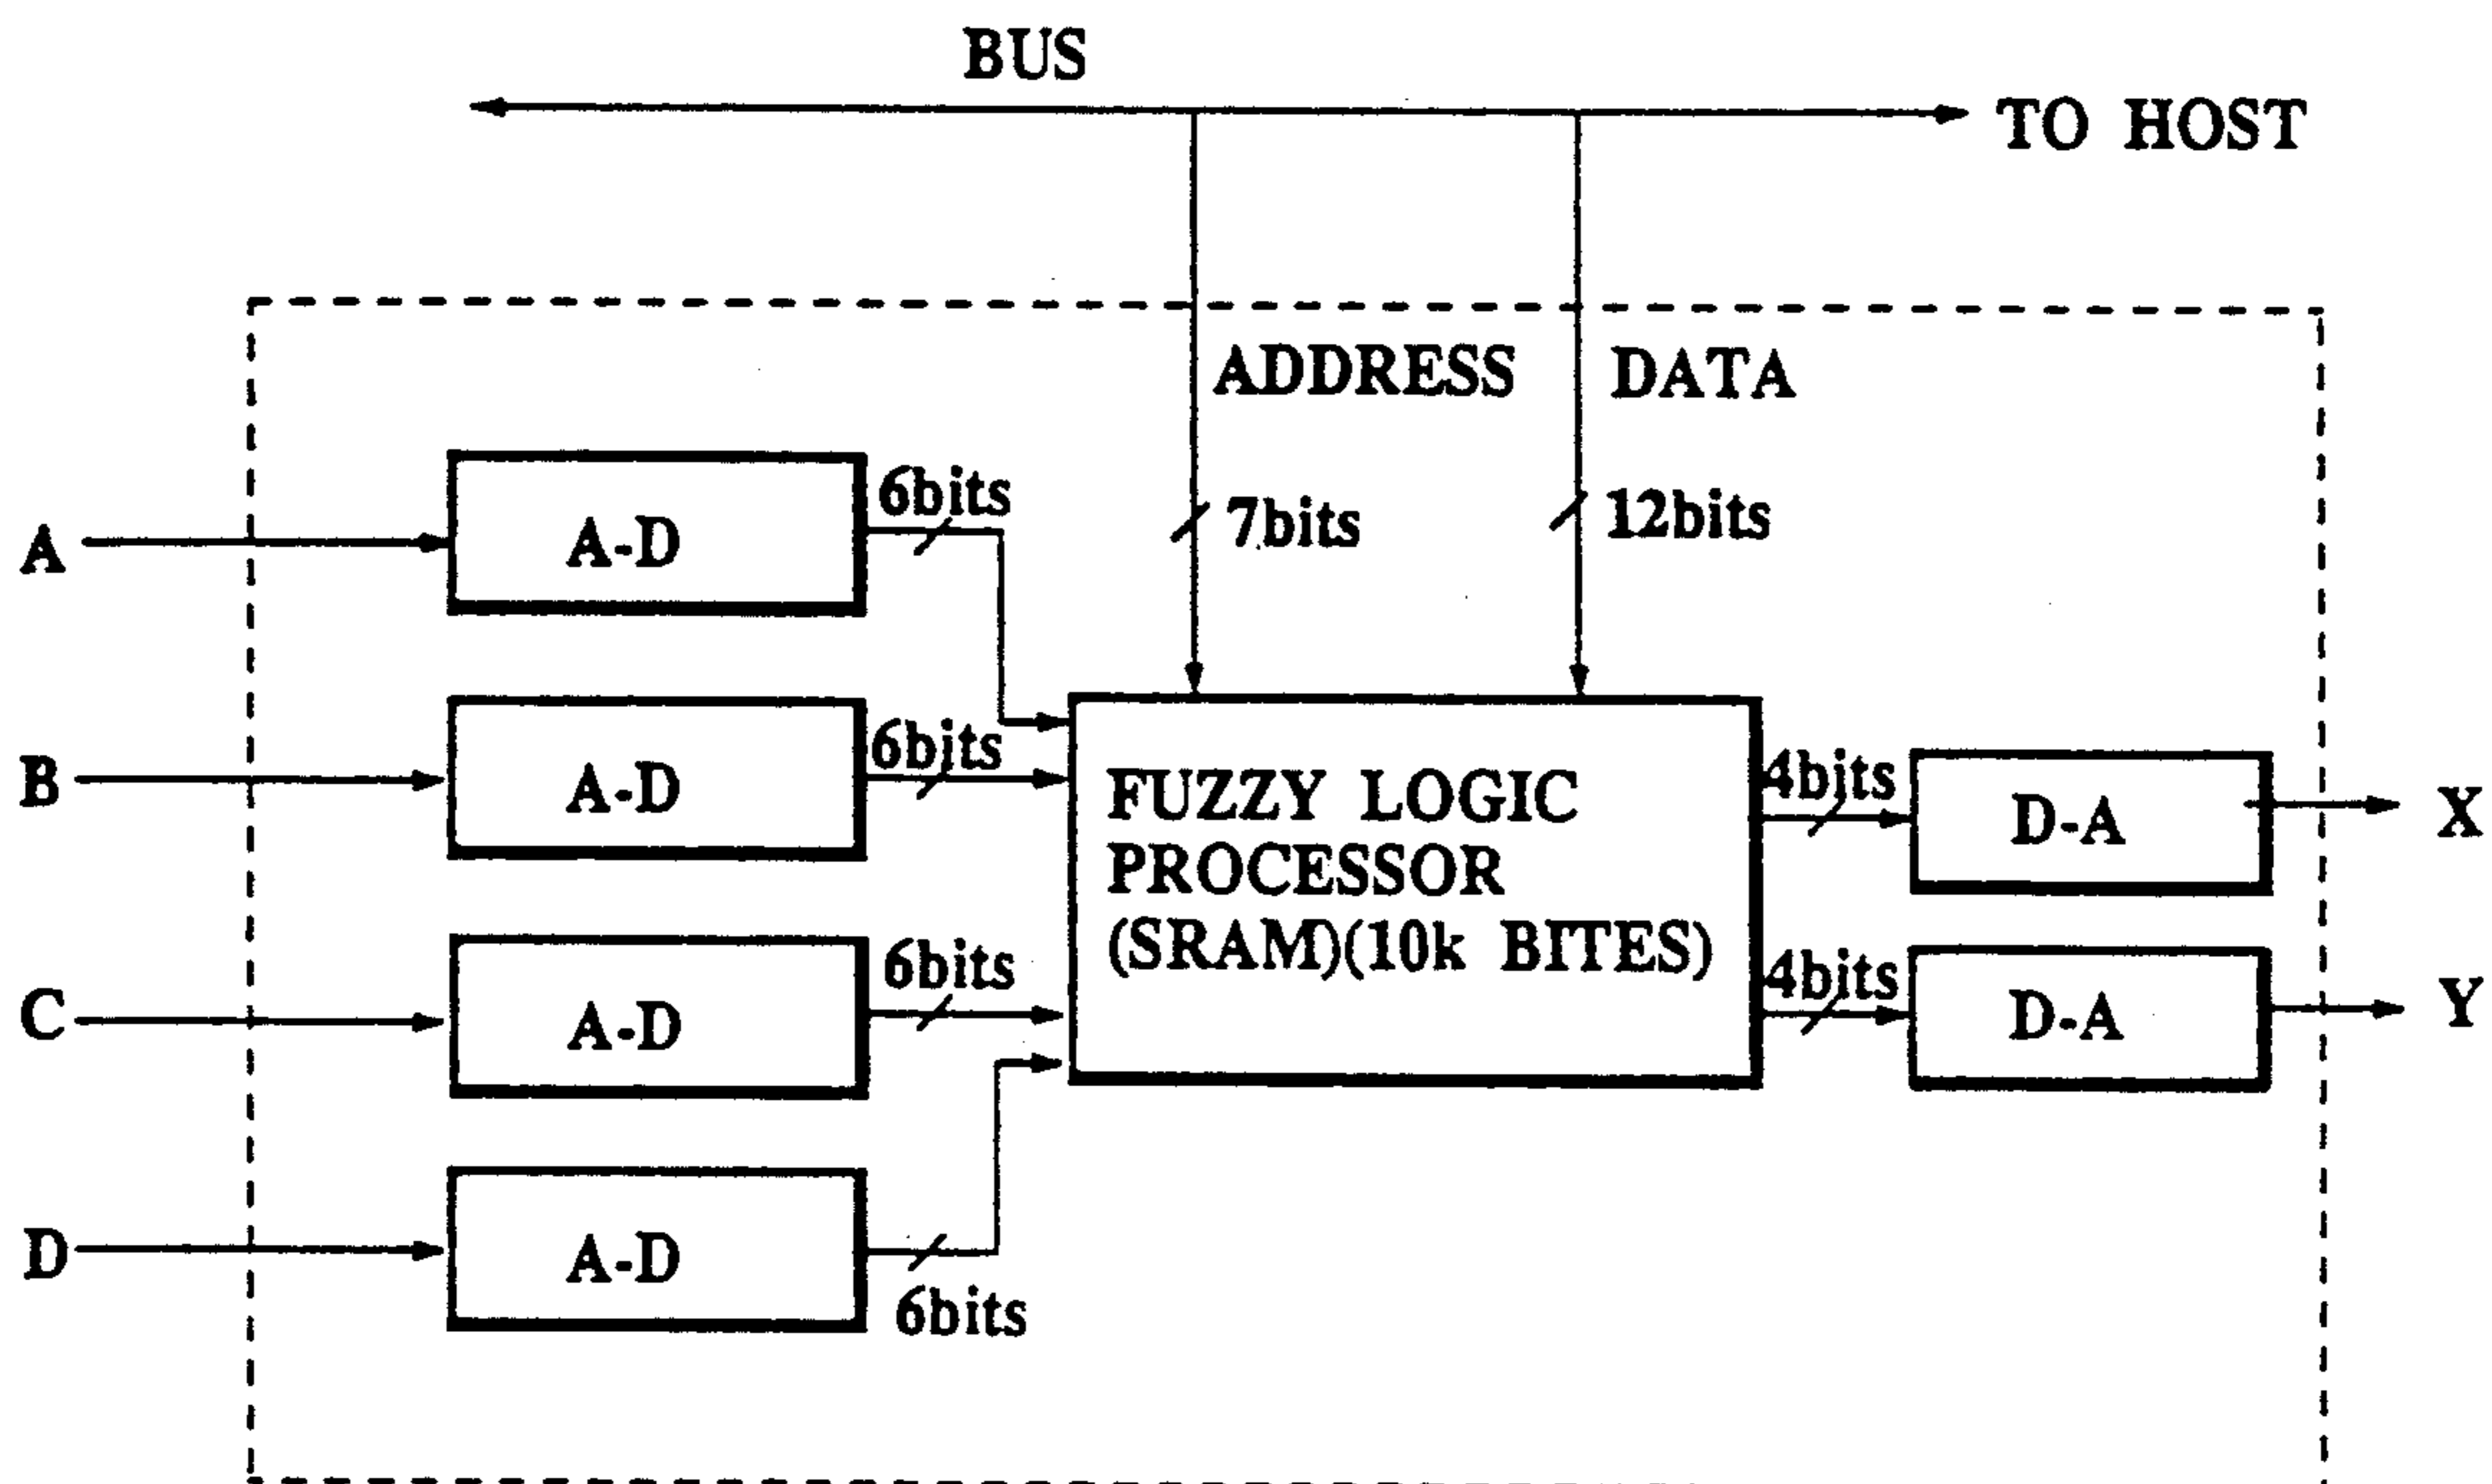 BUS
TO HOST
ADDRESS
DATA
7bits
12bits
A
A-D
6bits
B
A-D
6bits
C
A-D
6bits
D
A-D
6bits
FUZZY LOGIC
PROCESSOR
(SRAM)(10k BITES)
4bits
D-A
X
4bits
D-A
Y